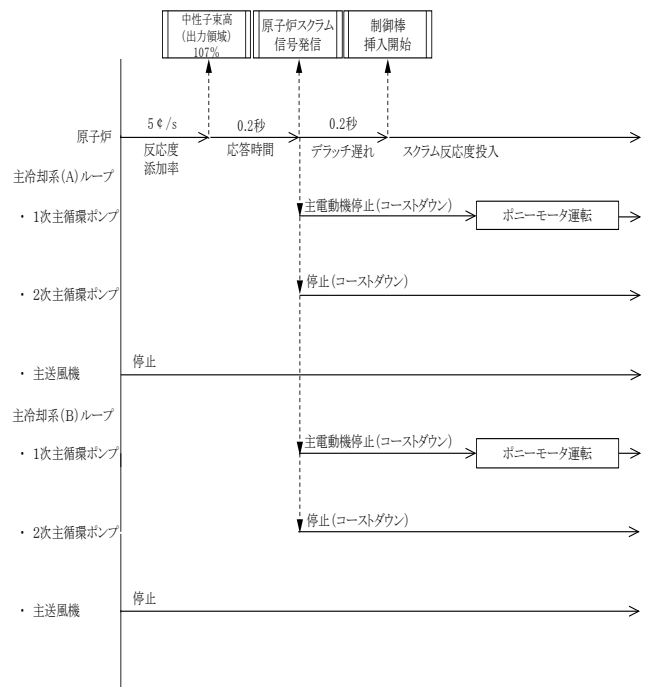 中性子束高
(出力領域)
107%
原子炉スクラム
信号発信
制御棒
挿入開始
5￠/s
0.2秒
0.2秒
原子炉
反応度
添加率
応答時間
デラッチ遅れ
スクラム反応度投入
主冷却系(A)ループ
主電動機停止(コーストダウン)
・ 1次主循環ポンプ
ポニーモータ運転
停止(コーストダウン)
・ 2次主循環ポンプ
停止
・ 主送風機
主冷却系(B)ループ
主電動機停止(コーストダウン)
・ 1次主循環ポンプ
ポニーモータ運転
停止(コーストダウン)
・ 2次主循環ポンプ
停止
・ 主送風機